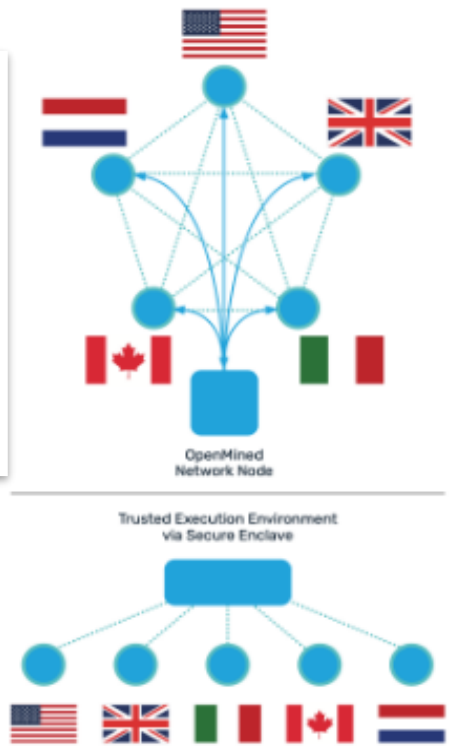 OpenMined
Network Node
Trusted Execution Environment
via Secure Enclave